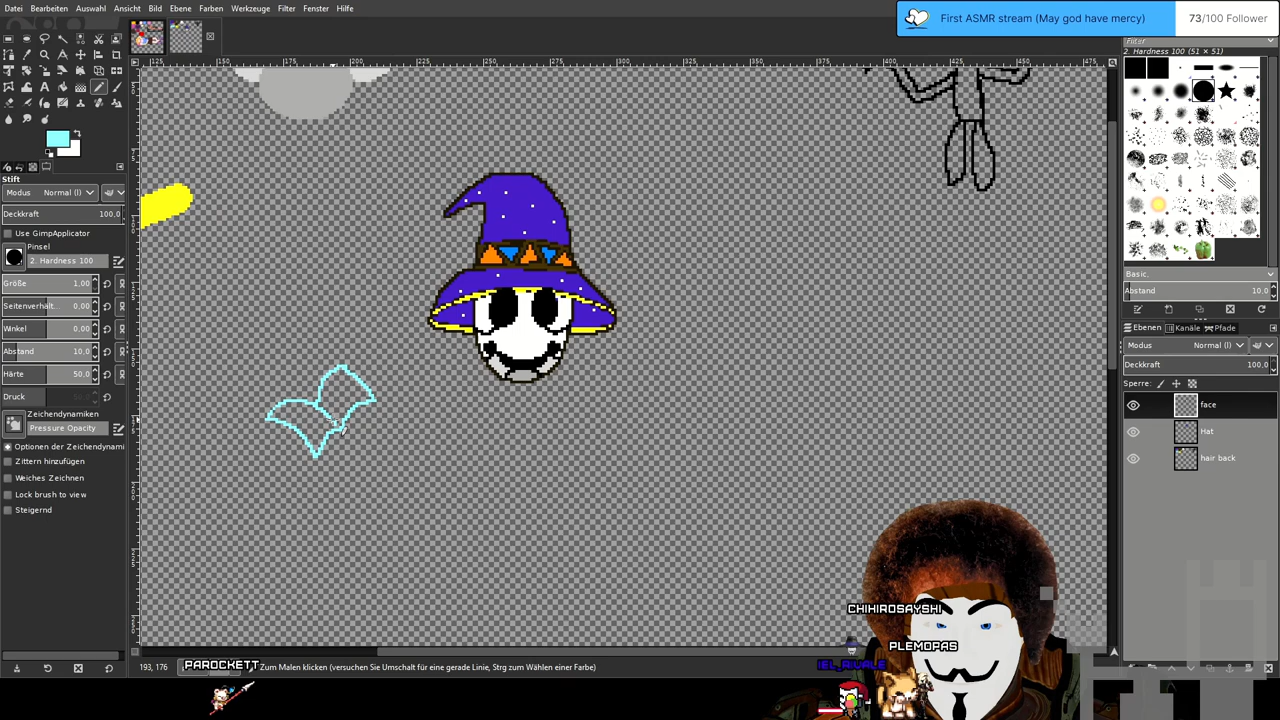 Datei Bearbeiten Auswahl Ansicht Bild Ebene Farben Werkzeuge Filter Fenster Hilfe
First ASMR stream (May god have mercy)
73/100 Follower
Filter
2. Hardness 100 (51 × 51)
Stift
Modus Normal (l)
Deckkraft 100,0
Use GimpApplicator
Pinsel
2. Hardness 100
Größe 1,00
Seitenverhält... 0,00
Winkel 0,00
Abstand 10,0
Härte 50,0
Druck 50,0
Zeichendynamiken
Pressure Opacity
Optionen der Zeichendynami
Zittern hinzufügen
Weiches Zeichnen
Lock brush to view
Steigernd
Basic,
Abstand 10,0
Ebenen Kanäle Pfade
Modus Normal (l)
Deckkraft 100,0
Sperre:
face
Hat
hair back
CHIHIROSAYSHI
PLEMOPAS
IEL_RIVALE
PAROCKETT
193, 176 Zum Malen klicken (versuchen Sie Umschalt für eine gerade Linie, Strg zum Wählen einer Farbe)